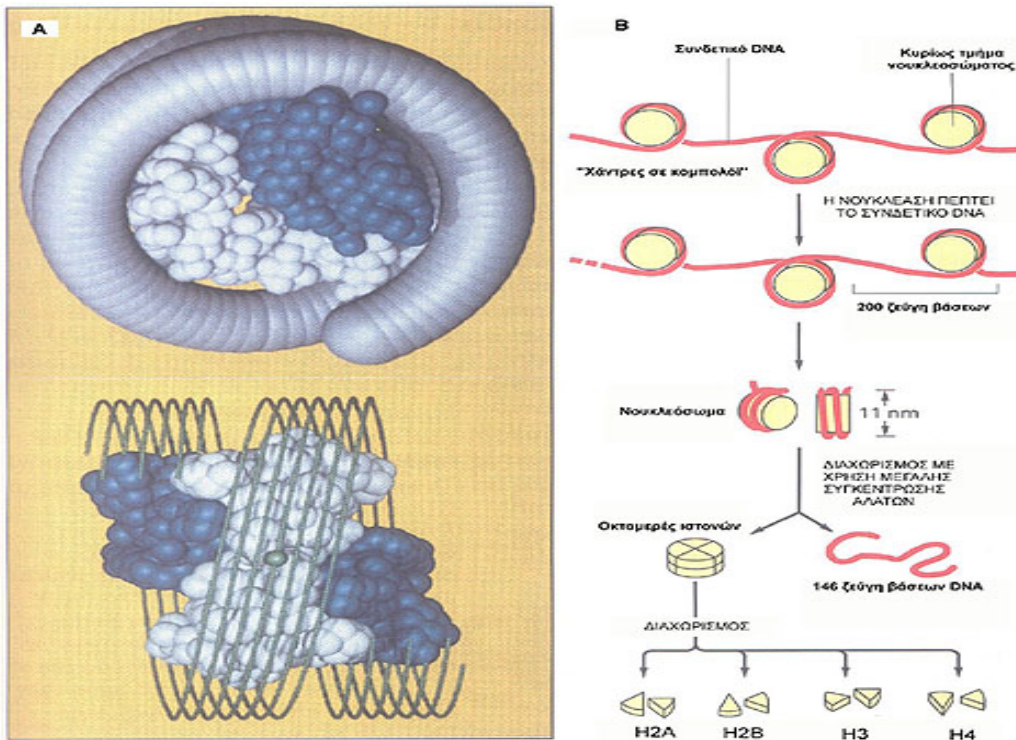 A
B
Συνδετικό DNA
Κυρίως τμήμα
νουκλεοσώματος
"Χάντρες σε κομπολόϊ"
Η ΝΟΥΚΛΕΑΣΗ ΠΕΠΤΕΙ
ΤΟ ΣΥΝΔΕΤΙΚΟ DNA
200 ζεύγη βάσεων
Νουκλεόσωμα
11 nm
ΔΙΑΧΩΡΙΣΜΟΣ ΜΕ
ΧΡΗΣΗ ΜΕΓΑΛΗΣ
ΣΥΓΚΕΝΤΡΩΣΗΣ
ΑΛΑΤΩΝ
Οκταμερές ιστονών
146 ζεύγη βάσεων DNA
ΔΙΑΧΩΡΙΣΜΟΣ
H2A
H2B
H3
H4